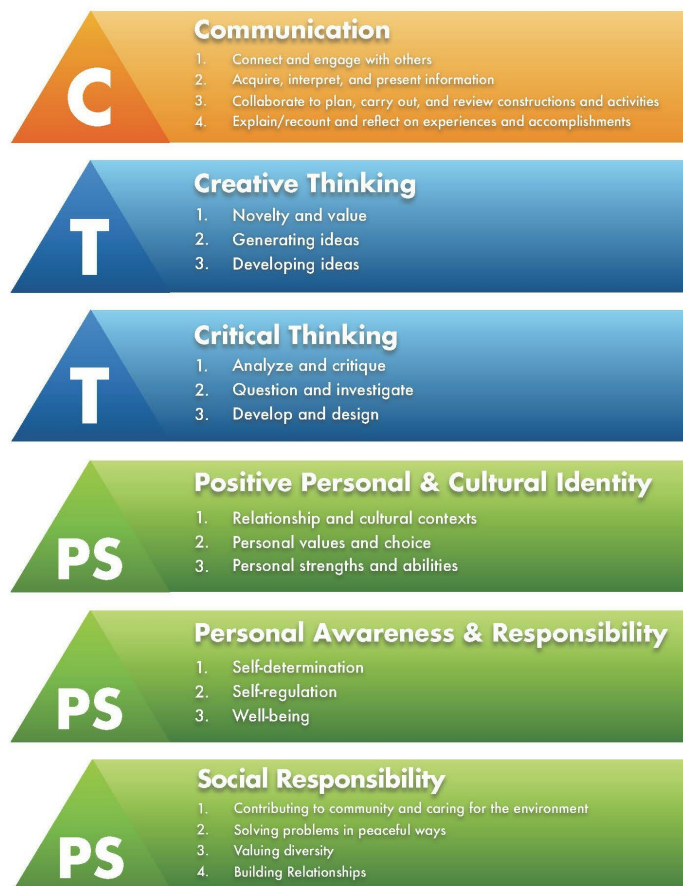 C
Communication
1. Connect and engage with others
2. Acquire, interpret, and present information
3. Collaborate to plan, carry out, and review constructions and activities
4. Explain/recount and reflect on experiences and accomplishments
T
Creative Thinking
1. Novelty and value
2. Generating ideas
3. Developing ideas
T
Critical Thinking
1. Analyze and critique
2. Question and investigate
3. Develop and design
PS
Positive Personal & Cultural Identity
1. Relationship and cultural contexts
2. Personal values and choice
3. Personal strengths and abilities
PS
Personal Awareness & Responsibility
1. Self-determination
2. Self-regulation
3. Well-being
PS
Social Responsibility
1. Contributing to community and caring for the environment
2. Solving problems in peaceful ways
3. Valuing diversity
4. Building Relationships